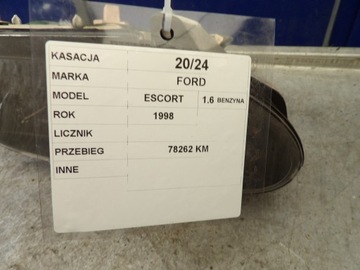 KASACJA 20/24
MARKA FORD
MODEL ESCORT 1.6 BENZYNA
ROK 1998
LICZNIK
PRZEBIEG 78262 KM
INNE